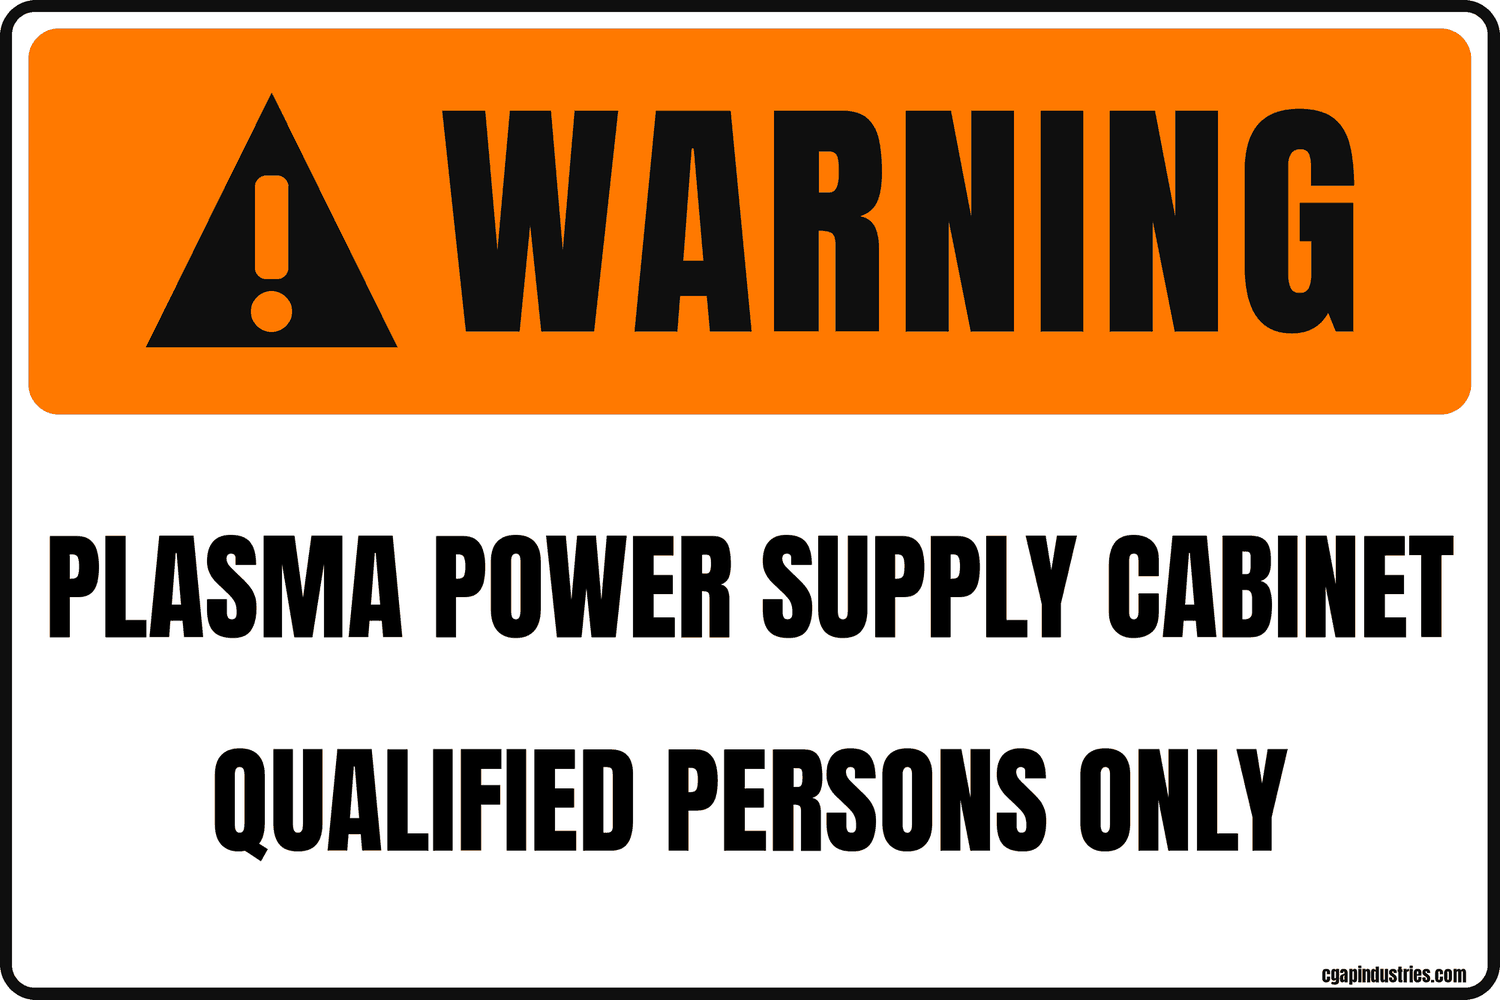 WARNING
PLASMA POWER SUPPLY CABINET
QUALIFIED PERSONS ONLY
cgapindustries.com